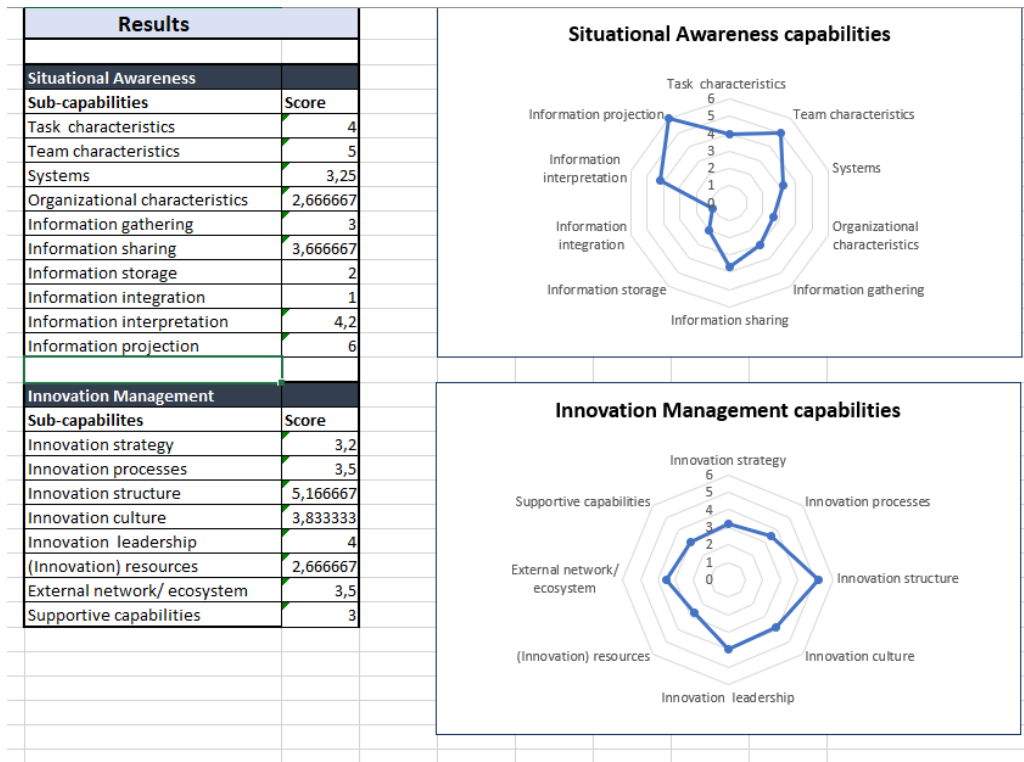 Results
Situational Awareness
Sub-capabilities Score
Task  characteristics 4
Team characteristics 5
Systems 3,25
Organizational characteristics 2,666667
Information gathering 3
Information sharing 3,666667
Information storage 2
Information integration 1
Information interpretation 4,2
Information projection 6
Innovation Management
Sub-capabilites Score
Innovation strategy 3,2
Innovation processes 3,5
Innovation structure 5,166667
Innovation culture 3,833333
Innovation  leadership 4
(Innovation) resources 2,666667
External network/ ecosystem 3,5
Supportive capabilities 3
Situational Awareness capabilities
Task  characteristics
Team characteristics
Systems
Organizational
characteristics
Information gathering
Information sharing
Information storage
Information
integration
Information
interpretation
Information projection
6
5
4
3
2
1
0
Innovation Management capabilities
Innovation strategy
Innovation processes
Innovation structure
Innovation culture
Innovation  leadership
(Innovation) resources
External network/
ecosystem
Supportive capabilities
6
5
4
3
2
1
0